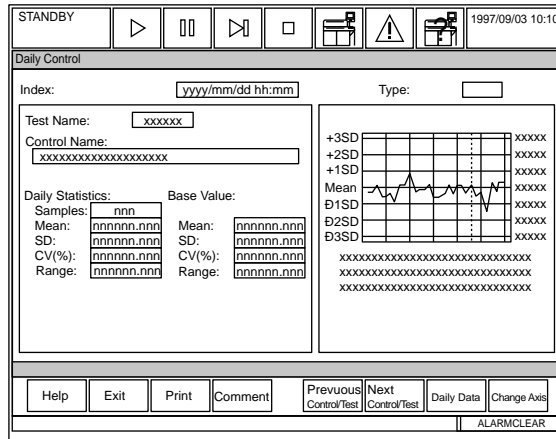 STANDBY
1997/09/03 10:10
Daily Control
Index: yyyy/mm/dd hh:mm Type:
Test Name: xxxxxx
Control Name:
xxxxxxxxxxxxxxxxxxxx
Daily Statistics: Base Value:
Samples: nnn
Mean: nnnnnn.nnn Mean: nnnnnn.nnn
SD: nnnnnn.nnn SD: nnnnnn.nnn
CV(%): nnnnnn.nnn CV(%): nnnnnn.nnn
Range: nnnnnn.nnn Range: nnnnnn.nnn
+3SD xxxxx
+2SD xxxxx
+1SD xxxxx
Mean xxxxx
Ð1SD xxxxx
Ð2SD xxxxx
Ð3SD xxxxx
xxxxxxxxxxxxxxxxxxxxxxxxxxxxxx
xxxxxxxxxxxxxxxxxxxxxxxxxxxxxx
xxxxxxxxxxxxxxxxxxxxxxxxxxxxxx
Help Exit Print Comment
Prevuous Control/Test
Next Control/Test
Daily Data Change Axis
ALARMCLEAR